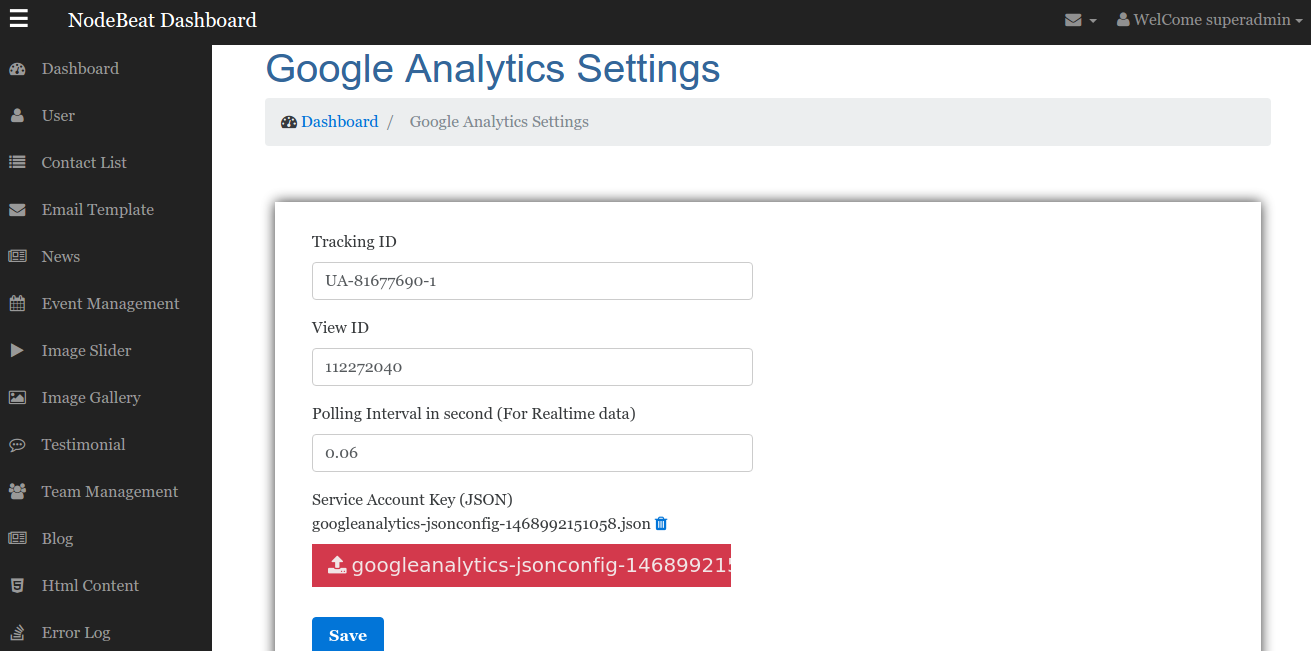 NodeBeat Dashboard
WelCome superadmin
Dashboard
User
Contact List
Email Template
News
Event Management
Image Slider
Image Gallery
Testimonial
Team Management
Blog
Html Content
Error Log
Google Analytics Settings
Dashboard / Google Analytics Settings
Tracking ID
UA-81677690-1
View ID
112272040
Polling Interval in second (For Realtime data)
0.06
Service Account Key (JSON)
googleanalytics-jsonconfig-1468992151058.json
googleanalytics-jsonconfig-146899215
Save